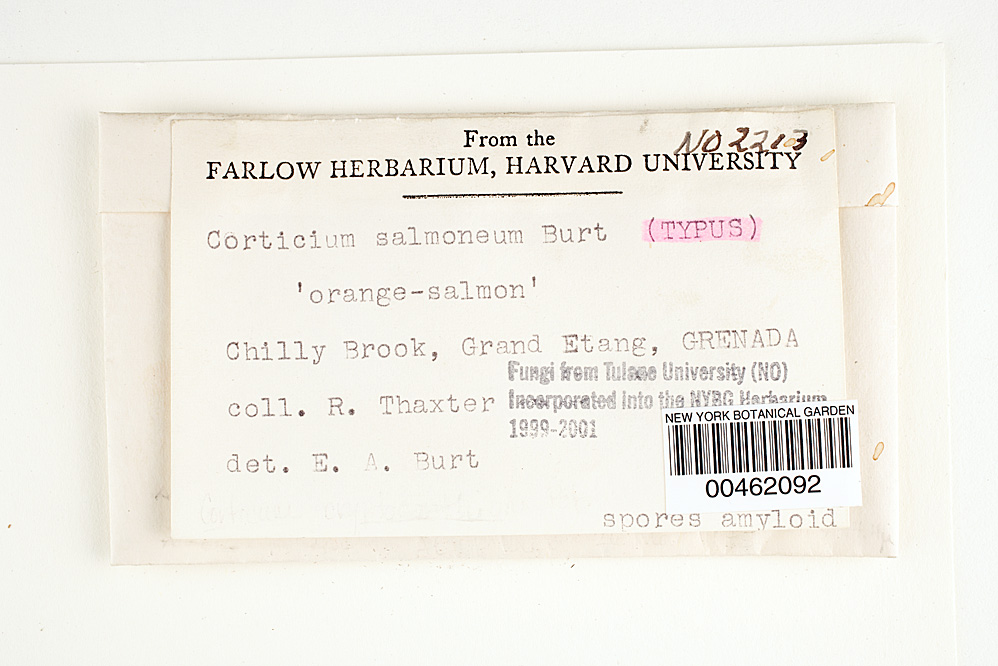 From the
NO 2213
FARLOW HERBARIUM, HARVARD UNIVERSITY
Corticium salmoneum Burt (TYPUS)
'orange-salmon'
Chilly Brook, Grand Etang, GRENADA
Fungi from Tulane University (NO)
Incorporated into the NYBG Herbarium
1999-2001
coll. R. Thaxter
det. E. A. Burt
NEW YORK BOTANICAL GARDEN
00462092
spores amyloid